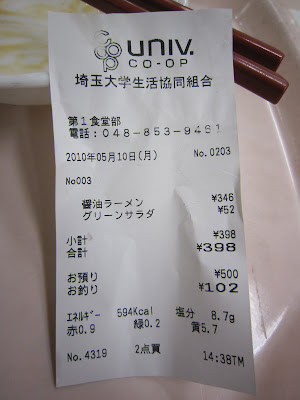 univ.
CO-OP
埼玉大学生活協同組合
第1食堂部
電話:048-853-9461
2010年05月10日(月) No.0203
No003
醤油ラーメン ¥346
グリーンサラダ ¥52
小計 ¥398
合計 ¥398
お預り ¥500
お釣り ¥102
エネルギー 594Kcal 塩分 8.7g
赤0.9 緑0.2 黄5.7
No.4319 2点買 14:38TM